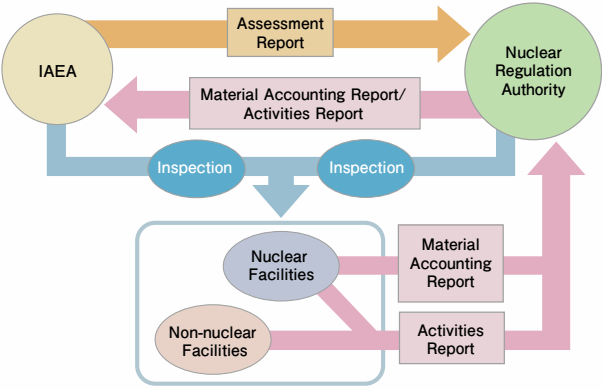 Assessment
Report
IAEA
Nuclear
Regulation
Authority
Material Accounting Report/
Activities Report
Inspection
Inspection
Nuclear
Facilities
Material
Accounting
Report
Non-nuclear
Facilities
Activities
Report